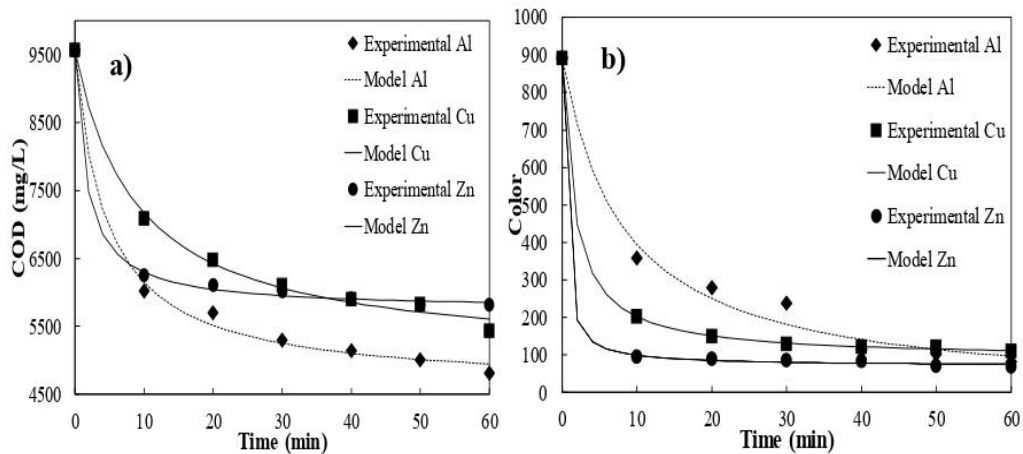 a)
COD (mg/L)
9500
8500
7500
6500
5500
4500
0 10 20 30 40 50 60
Time (min)
Experimental Al
Model Al
Experimental Cu
Model Cu
Experimental Zn
Model Zn
b)
Color
1000
900
800
700
600
500
400
300
200
100
0
0 10 20 30 40 50 60
Time (min)
Experimental Al
Model Al
Experimental Cu
Model Cu
Experimental Zn
Model Zn